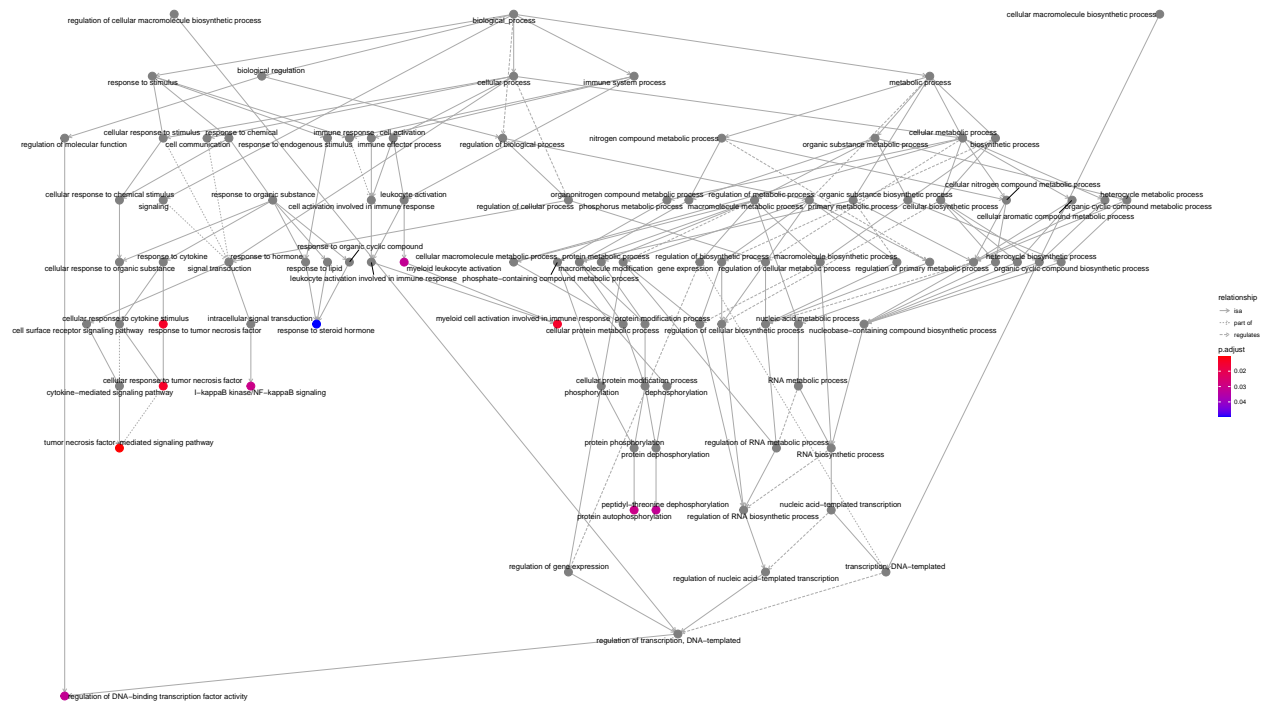 biological_process
regulation of cellular macromolecule biosynthetic process
cellular macromolecule biosynthetic process
biological regulation
response to stimulus
cellular process
immune system process
metabolic process
cellular response to stimulus
response to chemical
immune response
cell activation
cellular metabolic process
nitrogen compound metabolic process
regulation of molecular function
cell communication
response to endogenous stimulus
immune effector process
regulation of biological process
organic substance metabolic process
biosynthetic process
cellular nitrogen compound metabolic process
cellular response to chemical stimulus
response to organic substance
leukocyte activation
organonitrogen compound metabolic process
regulation of metabolic process
organic substance biosynthetic process
heterocycle metabolic process
signaling
cell activation involved in immune response
regulation of cellular process
phosphorus metabolic process
macromolecule metabolic process
primary metabolic process
cellular biosynthetic process
organic cyclic compound metabolic process
cellular aromatic compound metabolic process
response to organic cyclic compound
response to cytokine
response to hormone
cellular macromolecule metabolic process
protein metabolic process
regulation of biosynthetic process
macromolecule biosynthetic process
heterocycle biosynthetic process
cellular response to organic substance
signal transduction
response to lipid
myeloid leukocyte activation
macromolecule modification
gene expression
regulation of cellular metabolic process
regulation of primary metabolic process
organic cyclic compound biosynthetic process
leukocyte activation involved in immune response
phosphate−containing compound metabolic process
cellular response to cytokine stimulus
intracellular signal transduction
myeloid cell activation involved in immune response
protein modification process
nucleic acid metabolic process
cell surface receptor signaling pathway
response to tumor necrosis factor
response to steroid hormone
cellular protein metabolic process
regulation of cellular biosynthetic process
nucleobase−containing compound biosynthetic process
cellular response to tumor necrosis factor
cellular protein modification process
RNA metabolic process
cytokine−mediated signaling pathway
I−kappaB kinase/NF−kappaB signaling
phosphorylation
dephosphorylation
tumor necrosis factor−mediated signaling pathway
protein phosphorylation
regulation of RNA metabolic process
protein dephosphorylation
RNA biosynthetic process
peptidyl−threonine dephosphorylation
nucleic acid−templated transcription
protein autophosphorylation
regulation of RNA biosynthetic process
regulation of gene expression
transcription, DNA−templated
regulation of nucleic acid−templated transcription
regulation of transcription, DNA−templated
regulation of DNA−binding transcription factor activity
relationship
isa
part of
regulates
p.adjust
0.02
0.03
0.04